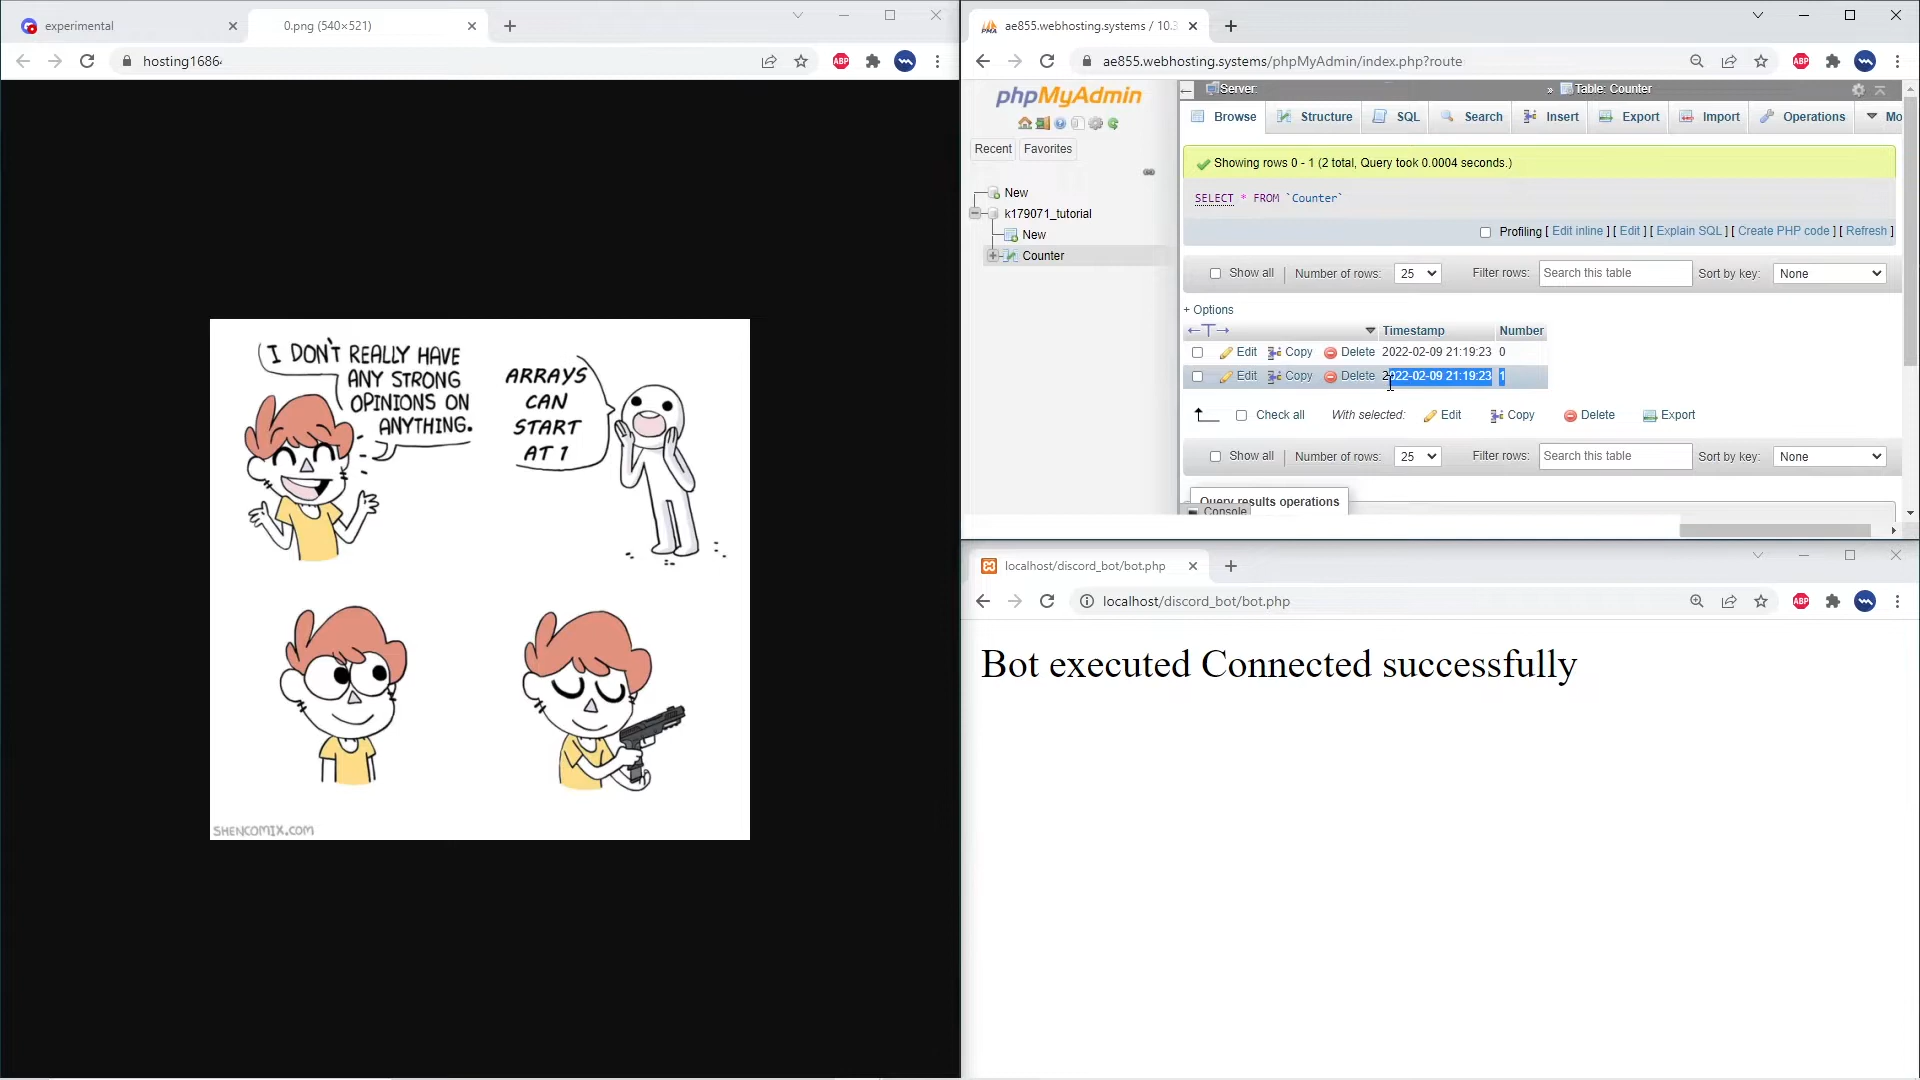 experimental
0.png (540×521)
hosting1686
ABP
I DON'T REALLY HAVE
ANY STRONG
OPINIONS ON
ANYTHING.
ARRAYS
CAN
START
AT 1
SHENCOMIX.COM
ae855.webhosting.systems / 10.3
ae855.webhosting.systems/phpMyAdmin/index.php?route
ABP
phpMyAdmin
Recent Favorites
New
k179071_tutorial
New
Counter
Server: » Table: Counter
Browse Structure SQL Search Insert Export Import Operations Mo
Showing rows 0 - 1 (2 total, Query took 0.0004 seconds.)
SELECT * FROM `Counter`
Profiling [ Edit inline ] [ Edit ] [ Explain SQL ] [ Create PHP code ] [ Refresh ]
Show all Number of rows: 25 Filter rows: Search this table Sort by key: None
+ Options
←T→ Timestamp Number
Edit Copy Delete 2022-02-09 21:19:23 0
Edit Copy Delete 2022-02-09 21:19:23 1
Check all With selected: Edit Copy Delete Export
Show all Number of rows: 25 Filter rows: Search this table Sort by key: None
Query results operations
Console
localhost/discord_bot/bot.php
localhost/discord_bot/bot.php
ABP
Bot executed Connected successfully